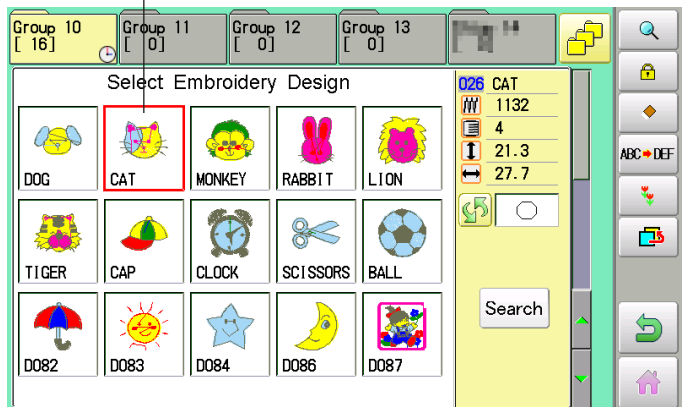 Group 10
[ 16]
Group 11
[ 0]
Group 12
[ 0]
Group 13
[ 0]
Select Embroidery Design
DOG
CAT
MONKEY
RABBIT
LION
TIGER
CAP
CLOCK
SCISSORS
BALL
D082
D083
D084
D086
D087
026 CAT
1132
4
21.3
27.7
Search
ABC DEF